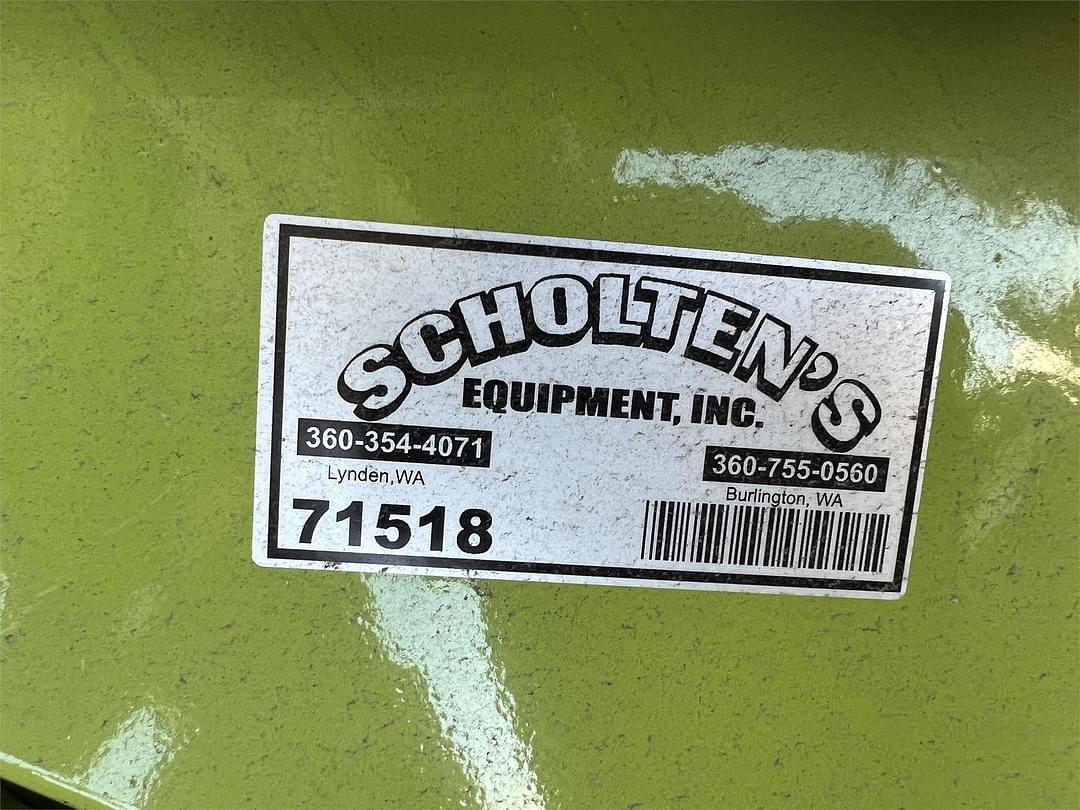 SCHOLTEN'S
EQUIPMENT, INC.
360-354-4071
Lynden,WA
360-755-0560
Burlington, WA
71518